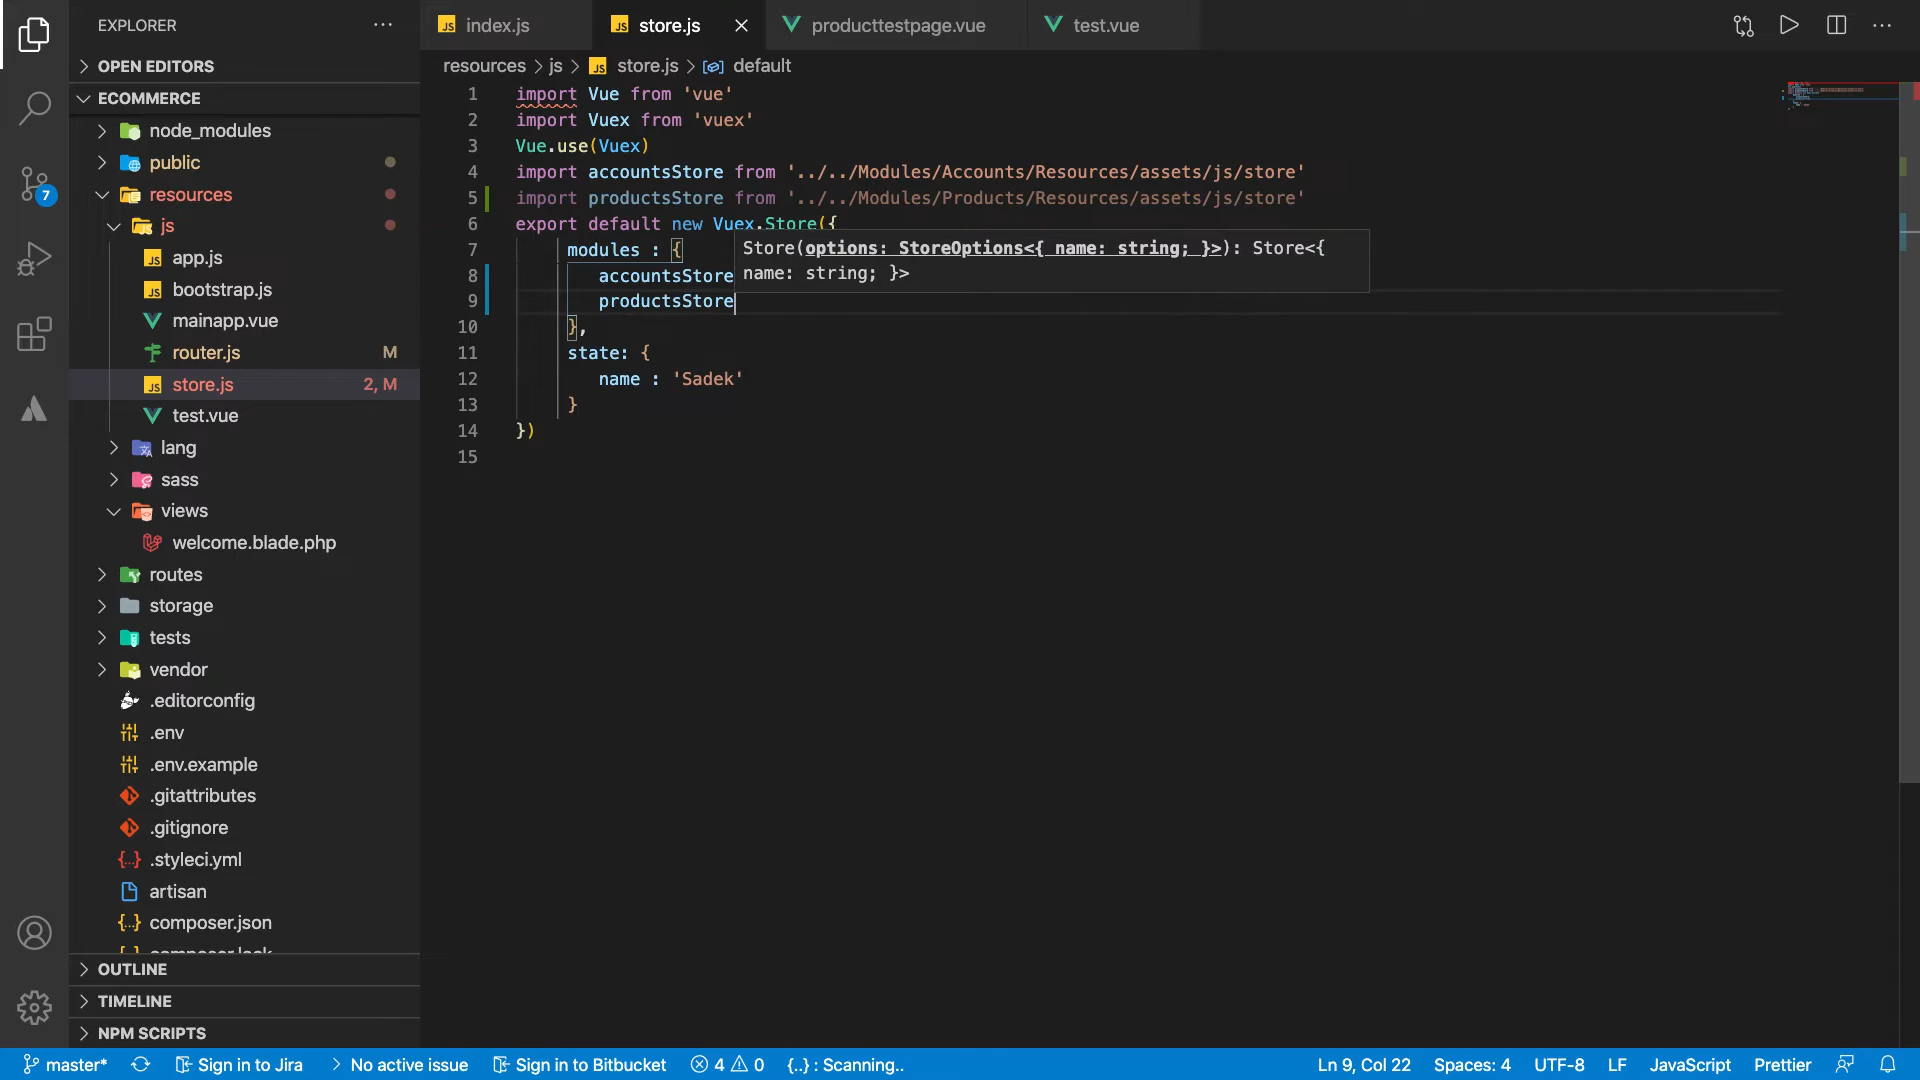 EXPLORER
index.js
store.js
producttestpage.vue
test.vue
OPEN EDITORS
ECOMMERCE
node_modules
public
resources
js
app.js
bootstrap.js
mainapp.vue
router.js M
store.js 2, M
test.vue
lang
sass
views
welcome.blade.php
routes
storage
tests
vendor
.editorconfig
.env
.env.example
.gitattributes
.gitignore
.styleci.yml
artisan
composer.json
composer.lock
OUTLINE
TIMELINE
NPM SCRIPTS
7
resources > js > JS store.js > default
1 import Vue from 'vue'
2 import Vuex from 'vuex'
3 Vue.use(Vuex)
4 import accountsStore from '../../Modules/Accounts/Resources/assets/js/store'
5 import productsStore from '../../Modules/Products/Resources/assets/js/store'
6 export default new Vuex.Store({
7 modules : {
8 accountsStore
9 productsStore
10 },
11 state: {
12 name : 'Sadek'
13 }
14 })
15
Store(options: StoreOptions<{ name: string; }>): Store<{
name: string; }>
master* Sign in to Jira > No active issue Sign in to Bitbucket 4 0 {..} : Scanning.. Ln 9, Col 22 Spaces: 4 UTF-8 LF JavaScript Prettier